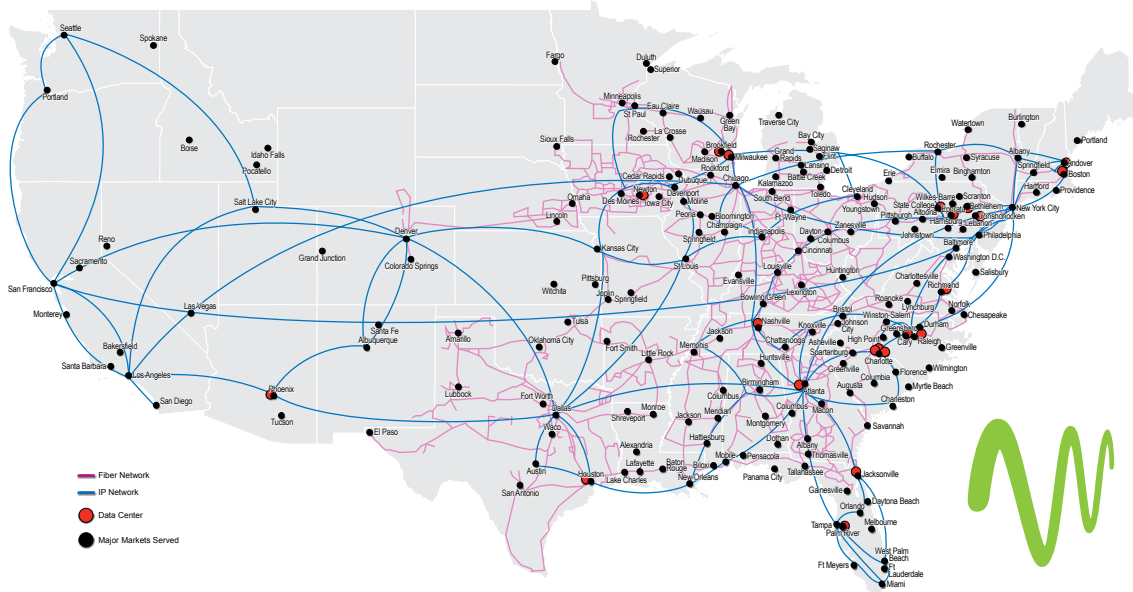 Seattle
Spokane
Portland
Boise
Idaho Falls
Pocatello
Salt Lake City
Reno
Sacramento
San Francisco
Monterey
Bakersfield
Santa Barbara
Los Angeles
San Diego
Las Vegas
Grand Junction
Denver
Colorado Springs
Santa Fe
Albuquerque
Phoenix
Tucson
El Paso
Amarillo
Lubbock
Fargo
Duluth
Superior
Minneapolis
St Paul
Eau Claire
Wausau
Green
Bay
Traverse City
Sioux Falls
Rochester
La Crosse
Brookfield
Madison
Milwaukee
Cedar Rapids
Dubuque
Rockford
Chicago
Newton
Des Moines
Iowa City
Davenport
Moline
Omaha
Lincoln
Peoria
Bloomington
Champaign
Springfield
Kansas City
St Louis
Witchita
Pittsburg
Joplin
Springfield
Tulsa
Oklahoma City
Fort Smith
Little Rock
Fort Worth
Dallas
Waco
Austin
San Antonio
Houston
Shreveport
Monroe
Alexandria
Lafayette
Lake Charles
Baton
Rouge
New Orleans
Biloxi
Hattiesburg
Jackson
Meridian
Columbus
Memphis
Jackson
Nashville
Bowling Green
Evansville
Louisville
Lexington
Indianapolis
Ft. Wayne
South Bend
Kalamazoo
Grand
Rapids
Bay City
Saginaw
Flint
Lansing
Battle Creek
Detroit
Toledo
Cleveland
Hudson
Youngstown
Erie
Buffalo
Dayton
Columbus
Zanesville
Cincinnati
Huntington
Pittsburgh
Altoona
Johnstown
State College
Wilkes-Barre
Scranton
Bethlehem
Conshohocken
Harrisburg
Lebanon
Philadelphia
New York City
Baltimore
Washington D.C.
Salisbury
Watertown
Rochester
Syracuse
Elmira
Binghamton
Albany
Burlington
Portland
Andover
Boston
Springfield
Hartford
Providence
Charlottesville
Richmond
Norfolk
Chesapeake
Lynchburg
Roanoke
Bristol
Johnson
City
Winston-Salem
Greensboro
Durham
Cary
Raleigh
Greenville
High Point
Charlotte
Wilmington
Knoxville
Asheville
Spartanburg
Greenville
Chattanooga
Huntsville
Birmingham
Atlanta
Augusta
Columbia
Florence
Myrtle Beach
Charleston
Savannah
Macon
Columbus
Montgomery
Dothan
Albany
Thomasville
Tallahassee
Mobile
Pensacola
Panama City
Jacksonville
Gainesville
Daytona Beach
Orlando
Tampa
Palm River
Melbourne
West Palm
Beach
Ft
Lauderdale
Ft Meyers
Miami
Fiber Network
IP Network
Data Center
Major Markets Served